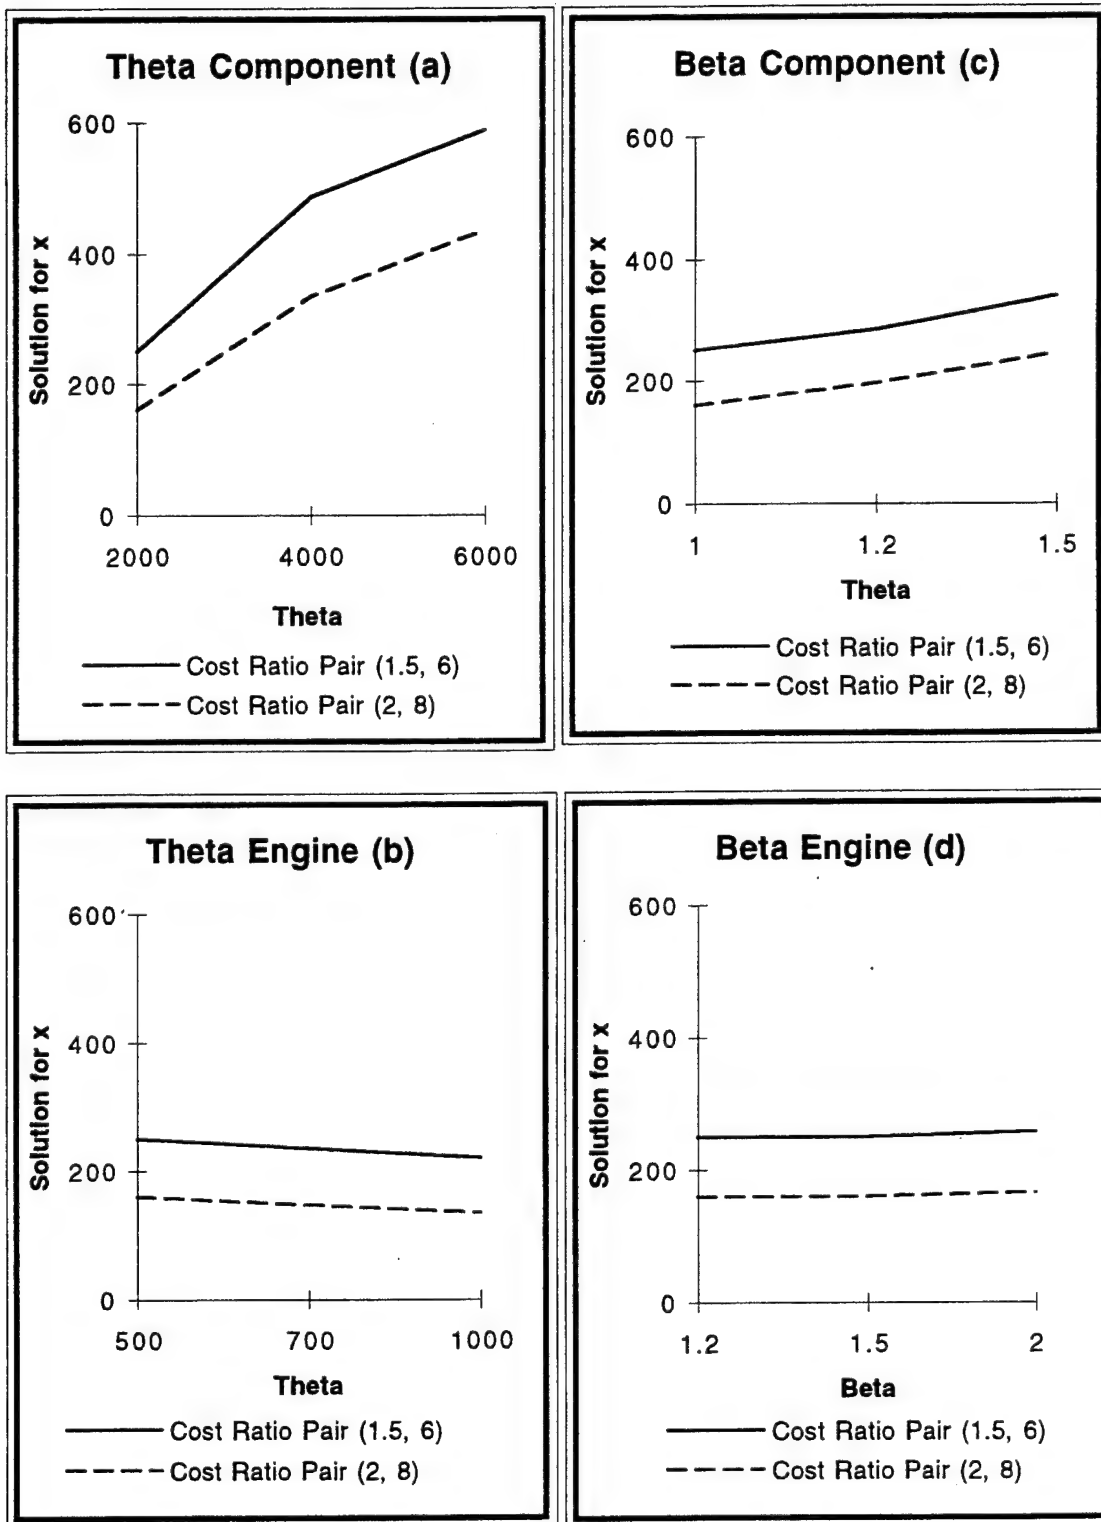 Theta Component (a)
600
400
200
0
Solution for x
2000 4000 6000
Theta
Cost Ratio Pair (1.5, 6)
Cost Ratio Pair (2, 8)
Beta Component (c)
600
400
200
0
Solution for x
1 1.2 1.5
Theta
Cost Ratio Pair (1.5, 6)
Cost Ratio Pair (2, 8)
Theta Engine (b)
600
400
200
0
Solution for x
500 700 1000
Theta
Cost Ratio Pair (1.5, 6)
Cost Ratio Pair (2, 8)
Beta Engine (d)
600
400
200
0
Solution for x
1.2 1.5 2
Beta
Cost Ratio Pair (1.5, 6)
Cost Ratio Pair (2, 8)